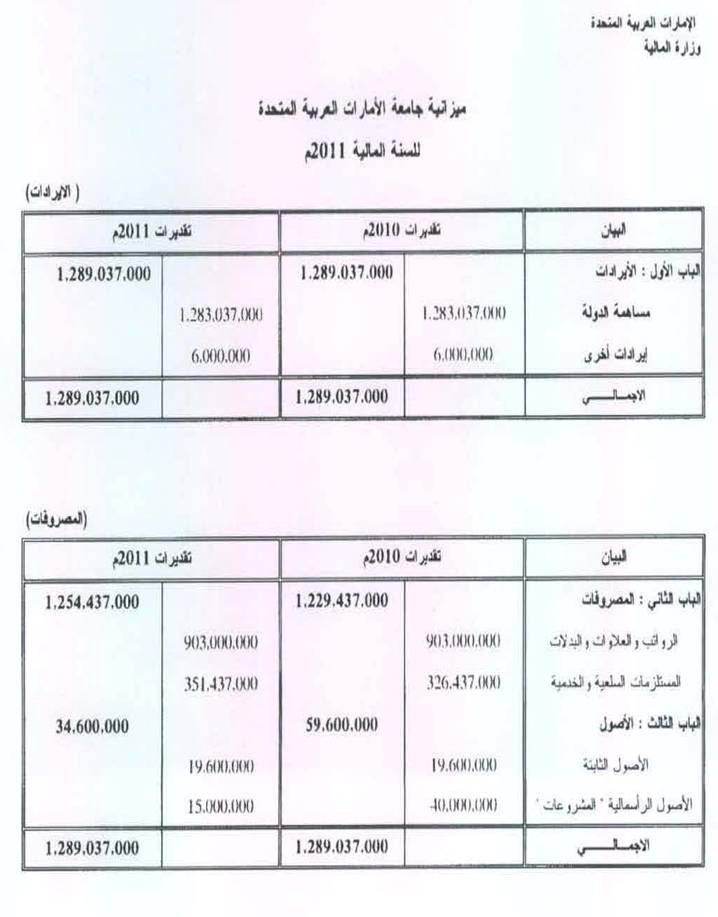 الإمارات العربية المتحدة
وزارة المالية
ميزانية جامعة الأمارات العربية المتحدة
للسنة المالية 2011م
( الايرادات)
البيان تقديرات 2010م تقديرات 2011م
الباب الأول : الأيرادات 1.289.037.000 1.289.037.000
مساهمة الدولة 1.283.037.000 1.283.037.000
إيرادات أخرى 6.000.000 6.000.000
الاجمــالــــــي 1.289.037.000 1.289.037.000
(المصروفات)
البيان تقديرات 2010م تقديرات 2011م
الباب الثاني : المصروفات 1.229.437.000 1.254.437.000
الرواتب و العلاوات و البدلات 903.000.000 903.000.000
المستلزمات السلعية و الخدمية 326.437.000 351.437.000
الباب الثالث : الأصول 59.600.000 34.600.000
الأصول الثابتة 19.600.000 19.600.000
الأصول الرأسمالية " المشروعات " 40.000.000 15.000.000
الاجمــالــــــي 1.289.037.000 1.289.037.000